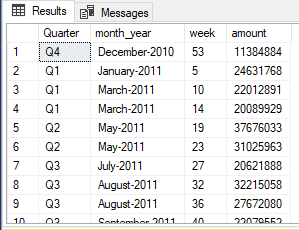 Results Messages
Quarter month_year week amount
1 Q4 December-2010 53 11384884
2 Q1 January-2011 5 24631768
3 Q1 March-2011 10 22012891
4 Q1 March-2011 14 20089929
5 Q2 May-2011 19 37676033
6 Q2 May-2011 23 31025963
7 Q3 July-2011 27 20621888
8 Q3 August-2011 32 32215058
9 Q3 August-2011 36 27672080
10 Q3 September-2011 40 22079552